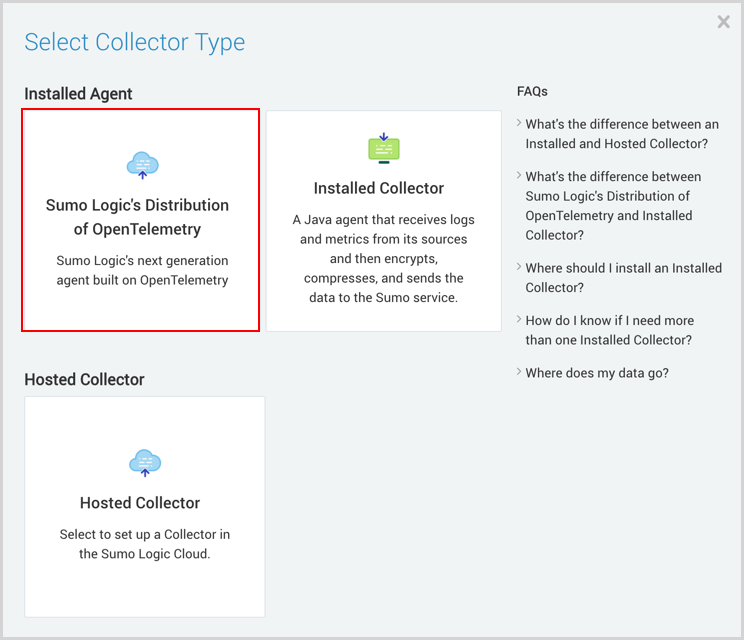 Select Collector Type
Installed Agent
Sumo Logic's Distribution
of OpenTelemetry
Sumo Logic's next generation
agent built on OpenTelemetry
Installed Collector
A Java agent that receives logs
and metrics from its sources
and then encrypts,
compresses, and sends the
data to the Sumo service.
Hosted Collector
Hosted Collector
Select to set up a Collector in
the Sumo Logic Cloud.
FAQs
What's the difference between an
Installed and Hosted Collector?
What's the difference between
Sumo Logic's Distribution of
OpenTelemetry and Installed
Collector?
Where should I install an Installed
Collector?
How do I know if I need more
than one Installed Collector?
Where does my data go?